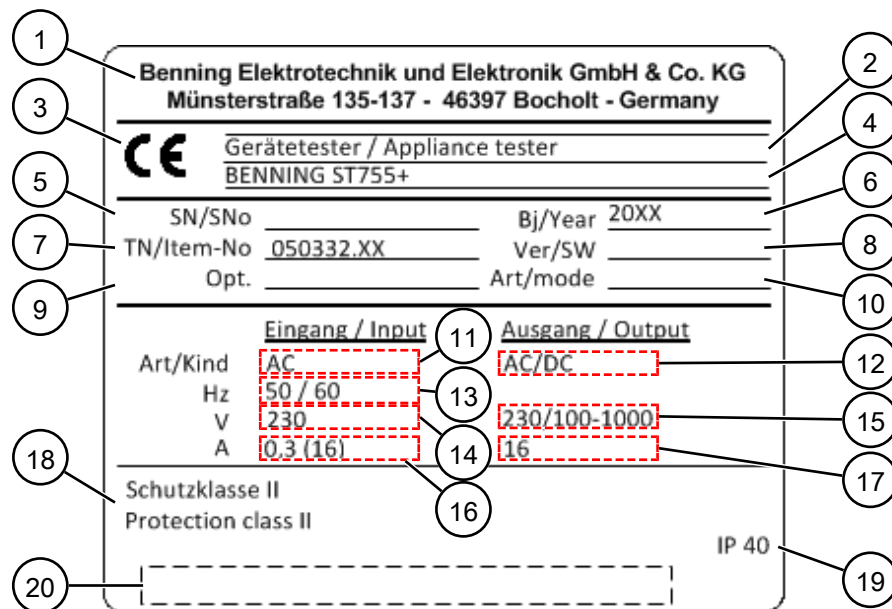 1
Benning Elektrotechnik und Elektronik GmbH & Co. KG
Münsterstraße 135-137 - 46397 Bocholt - Germany
2
3
CE
Gerätetester / Appliance tester
4
BENNING ST755+
5
SN/SNo
Bj/Year 20XX
6
7
TN/Item-No 050332.XX
Ver/SW
8
9
Opt.
Art/mode
10
Eingang / Input
Ausgang / Output
11
Art/Kind
AC
AC/DC
12
Hz
50 / 60
13
V
230
230/100-1000
14
15
A
0,3 (16)
16
16
17
18
Schutzklasse II
Protection class II
IP 40
19
20